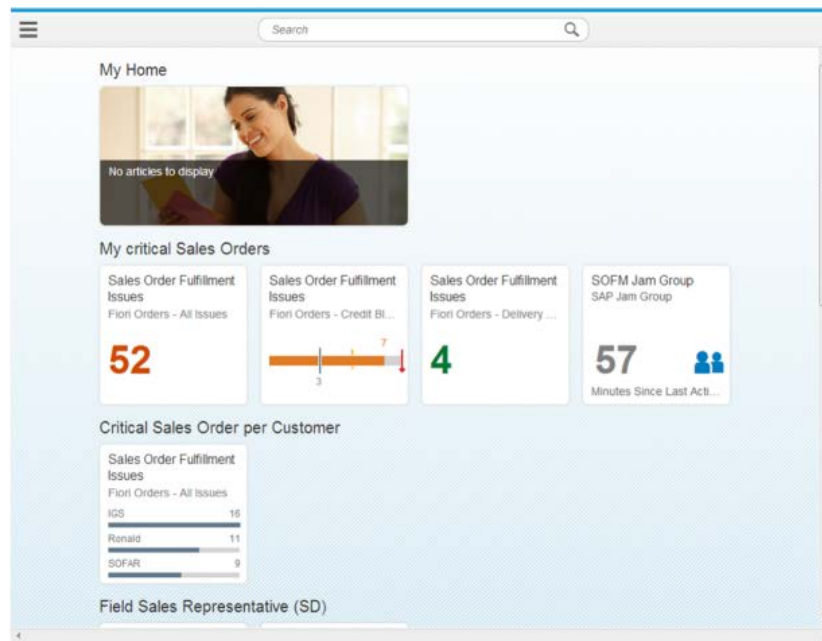 Search
My Home
No articles to display
My critical Sales Orders
Sales Order Fulfillment
Issues
Fiori Orders - All Issues
52
Sales Order Fulfillment
Issues
Fiori Orders - Credit Bl...
7
3
Sales Order Fulfillment
Issues
Fiori Orders - Delivery ...
4
SOFM Jam Group
SAP Jam Group
57
Minutes Since Last Acti...
Critical Sales Order per Customer
Sales Order Fulfillment
Issues
Fiori Orders - All Issues
IGS 16
Ronald 11
SOFAR 9
Field Sales Representative (SD)